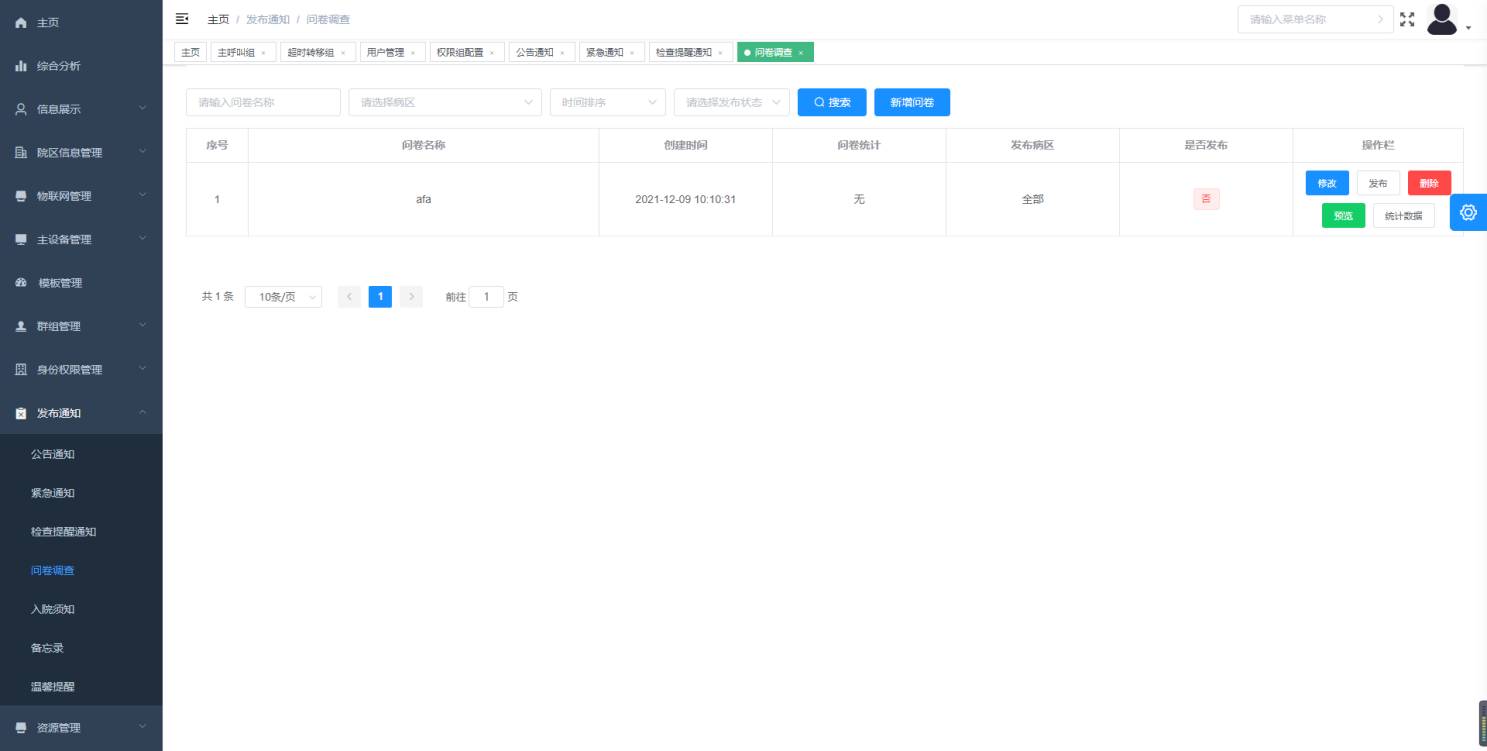 主页
综合分析
信息展示
院区信息管理
物联网管理
主设备管理
模板管理
群组管理
身份权限管理
发布通知
公告通知
紧急通知
检查提醒通知
问卷调查
入院须知
备忘录
温馨提醒
资源管理
主页 / 发布通知 / 问卷调查
请输入菜单名称
主页 主呼叫组 × 超时转移组 × 用户管理 × 权限组配置 × 公告通知 × 紧急通知 × 检查提醒通知 × 问卷调查 ×
请输入问卷名称 请选择病区 时间排序 请选择发布状态 搜索 新增问卷
序号 问卷名称 创建时间 问卷统计 发布病区 是否发布 操作栏
1 afa 2021-12-09 10:10:31 无 全部 否 修改 发布 删除
预览 统计数据
共 1 条 10条/页 1 前往 1 页